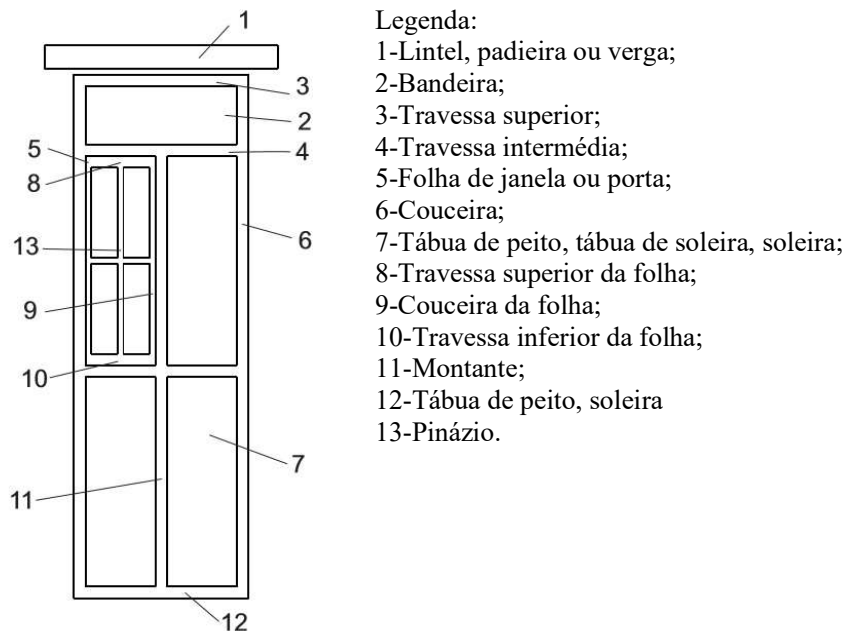 1
3
2
5
4
8
13
6
9
10
7
11
12
Legenda:
1-Lintel, padieira ou verga;
2-Bandeira;
3-Travessa superior;
4-Travessa intermédia;
5-Folha de janela ou porta;
6-Couceira;
7-Tábua de peito, tábua de soleira, soleira;
8-Travessa superior da folha;
9-Couceira da folha;
10-Travessa inferior da folha;
11-Montante;
12-Tábua de peito, soleira
13-Pinázio.